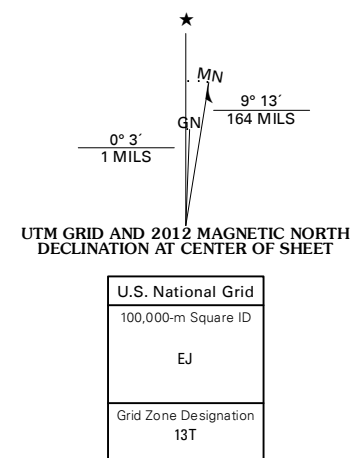 ★
MN
9° 13´
164 MILS
GN
0° 3´
1 MILS
UTM GRID AND 2012 MAGNETIC NORTH
DECLINATION AT CENTER OF SHEET
U.S. National Grid
100,000-m Square ID
EJ
Grid Zone Designation
13T